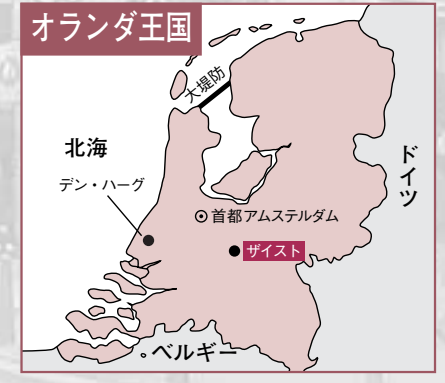 オランダ王国
大堤防
北海
ドイツ
デン・ハーグ
首都アムステルダム
ザイスト
ベルギー